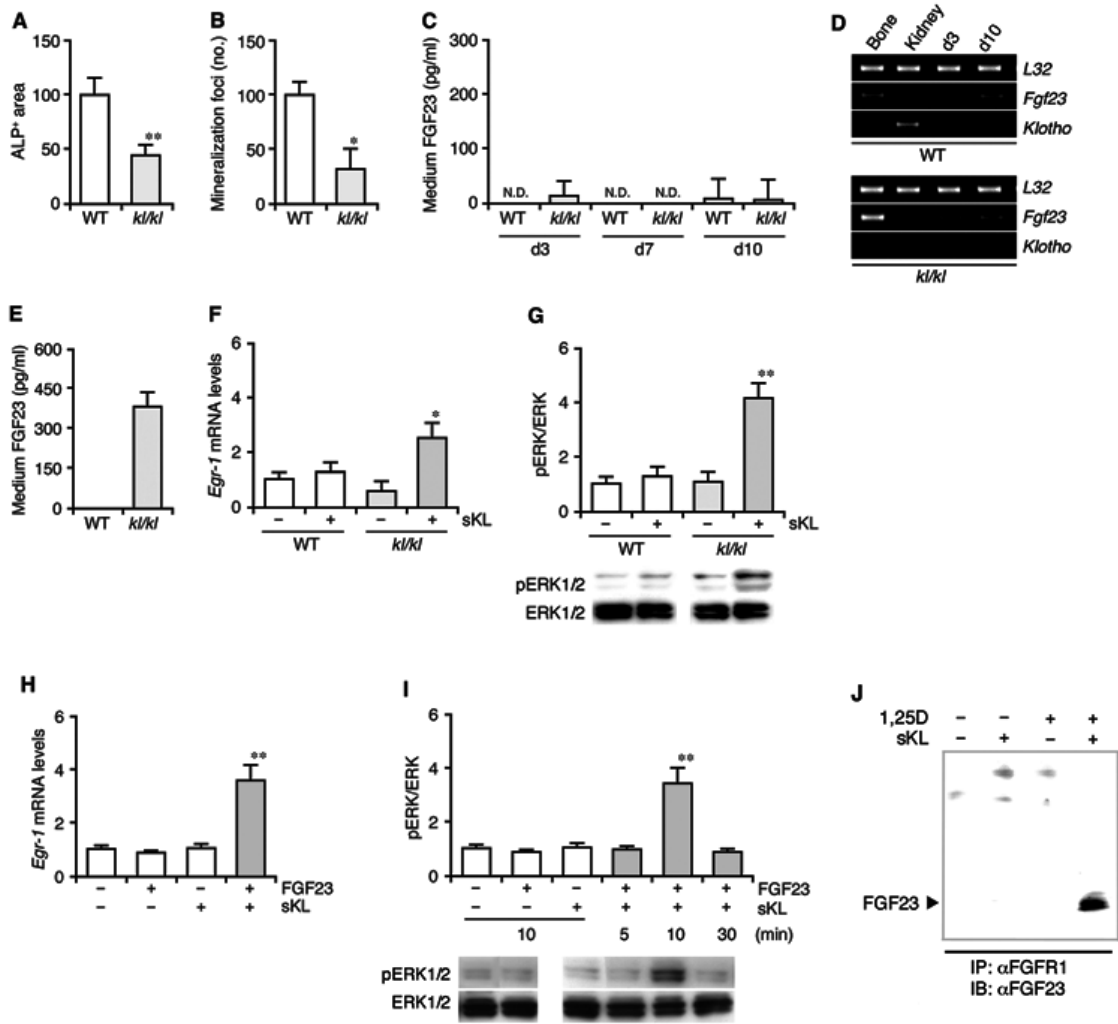 A
ALP⁺ area
150
100
50
0
**
WT
kl/kl
B
Mineralization foci (no.)
150
100
50
0
*
WT
kl/kl
C
Medium FGF23 (pg/ml)
300
200
100
0
N.D.
N.D.
N.D.
WT kl/kl WT kl/kl WT kl/kl
d3 d7 d10
D
Bone Kidney d3 d10
L32
Fgf23
Klotho
WT
L32
Fgf23
Klotho
kl/kl
E
Medium FGF23 (pg/ml)
600
450
300
150
0
WT kl/kl
F
Egr-1 mRNA levels
6
4
2
0
*
− + − + sKL
WT kl/kl
G
pERK/ERK
6
4
2
0
**
− + − + sKL
WT kl/kl
pERK1/2
ERK1/2
H
Egr-1 mRNA levels
6
4
2
0
**
− + − + FGF23
− − + + sKL
I
pERK/ERK
6
4
2
0
**
− + − + + + FGF23
− − + + + + sKL
10 5 10 30 (min)
pERK1/2
ERK1/2
J
1,25D − − + +
sKL − + − +
FGF23
IP: αFGFR1
IB: αFGF23